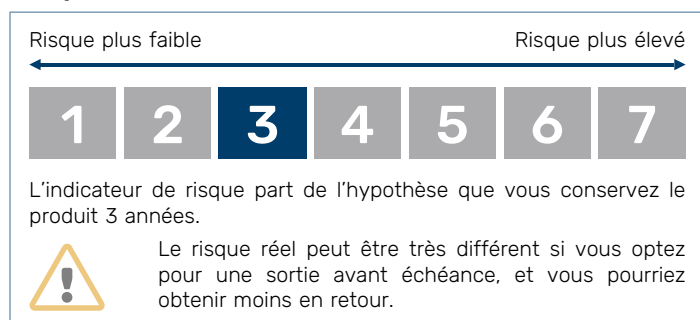 Risque plus faible Risque plus élevé
1 2 3 4 5 6 7
L'indicateur de risque part de l'hypothèse que vous conservez le
produit 3 années.
Le risque réel peut être très différent si vous optez
pour une sortie avant échéance, et vous pourriez
obtenir moins en retour.